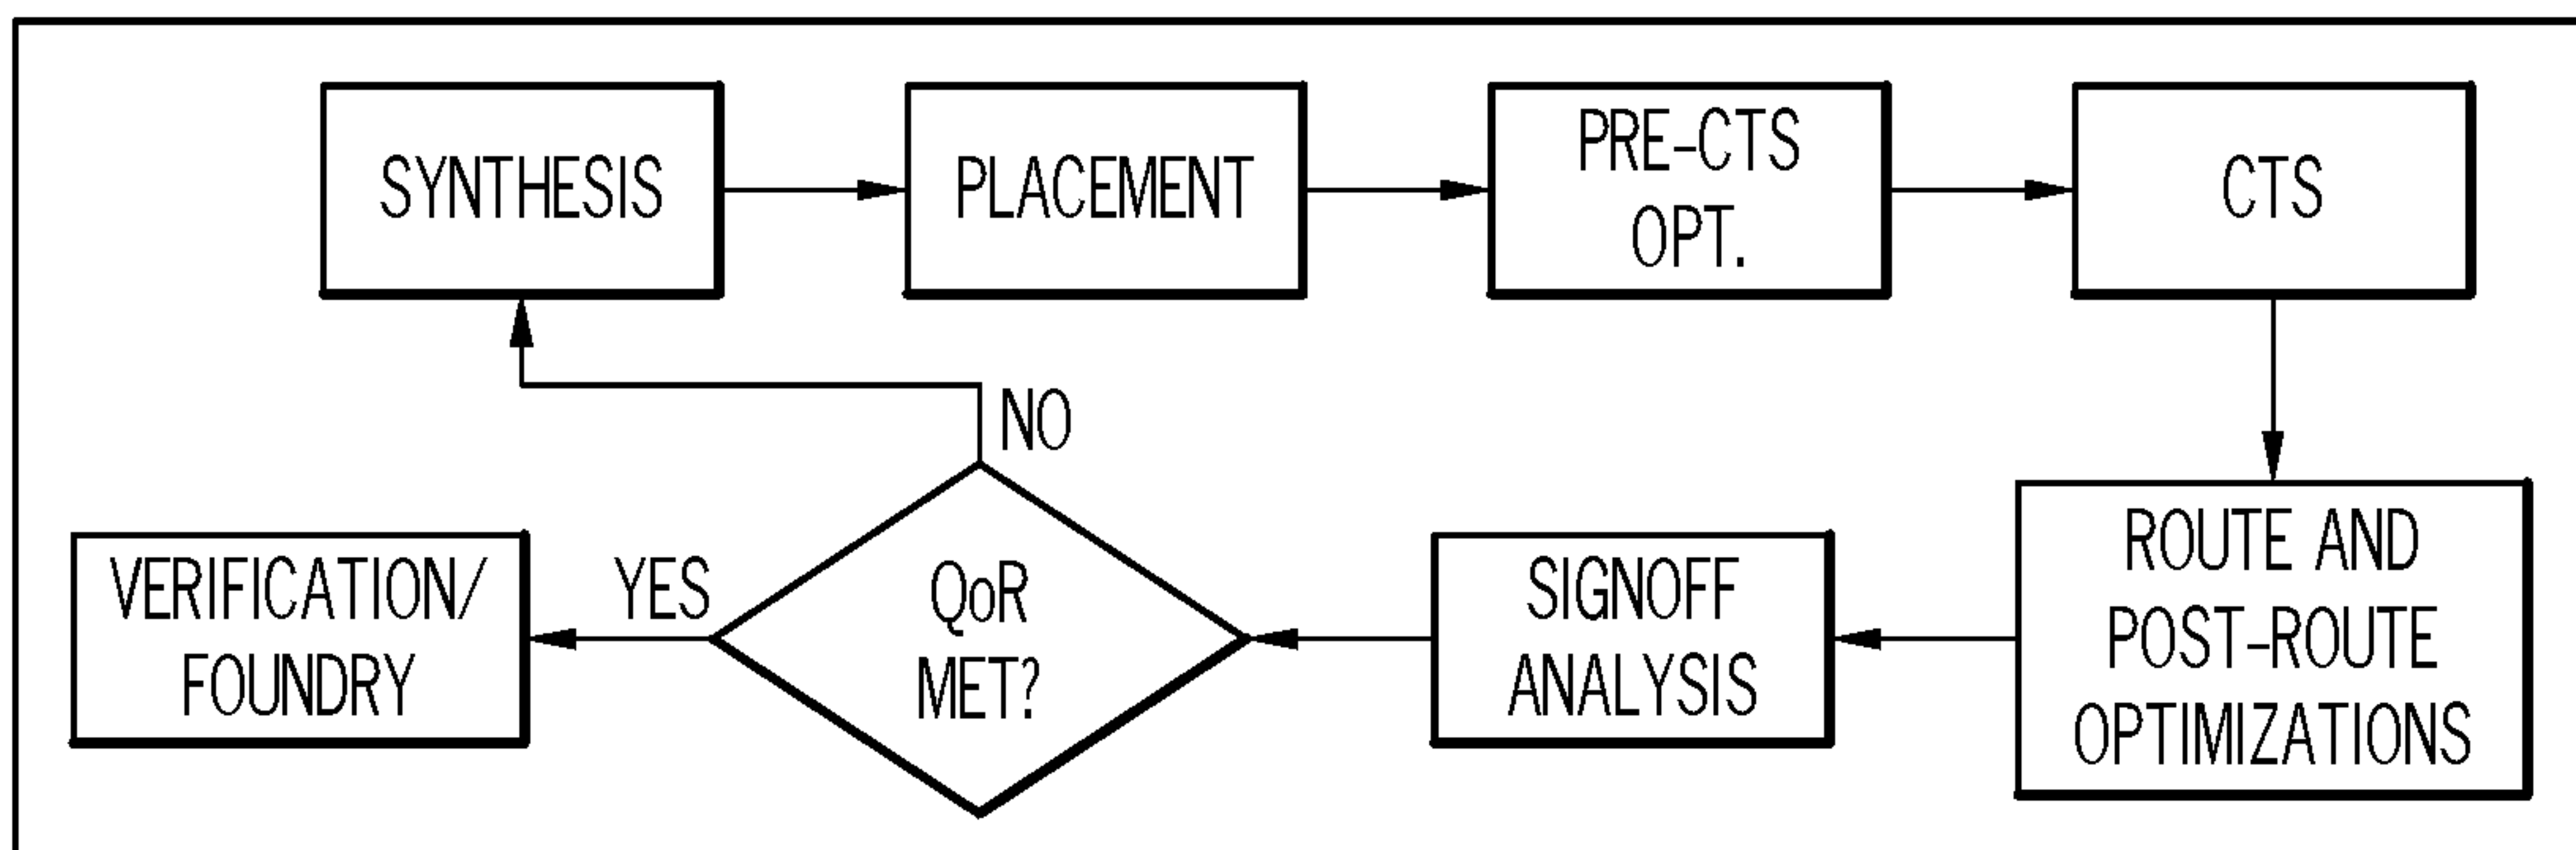 SYNTHESIS
PLACEMENT
PRE-CTS
OPT.
CTS
NO
VERIFICATION/
FOUNDRY
YES
QoR
MET?
SIGNOFF
ANALYSIS
ROUTE AND
POST-ROUTE
OPTIMIZATIONS